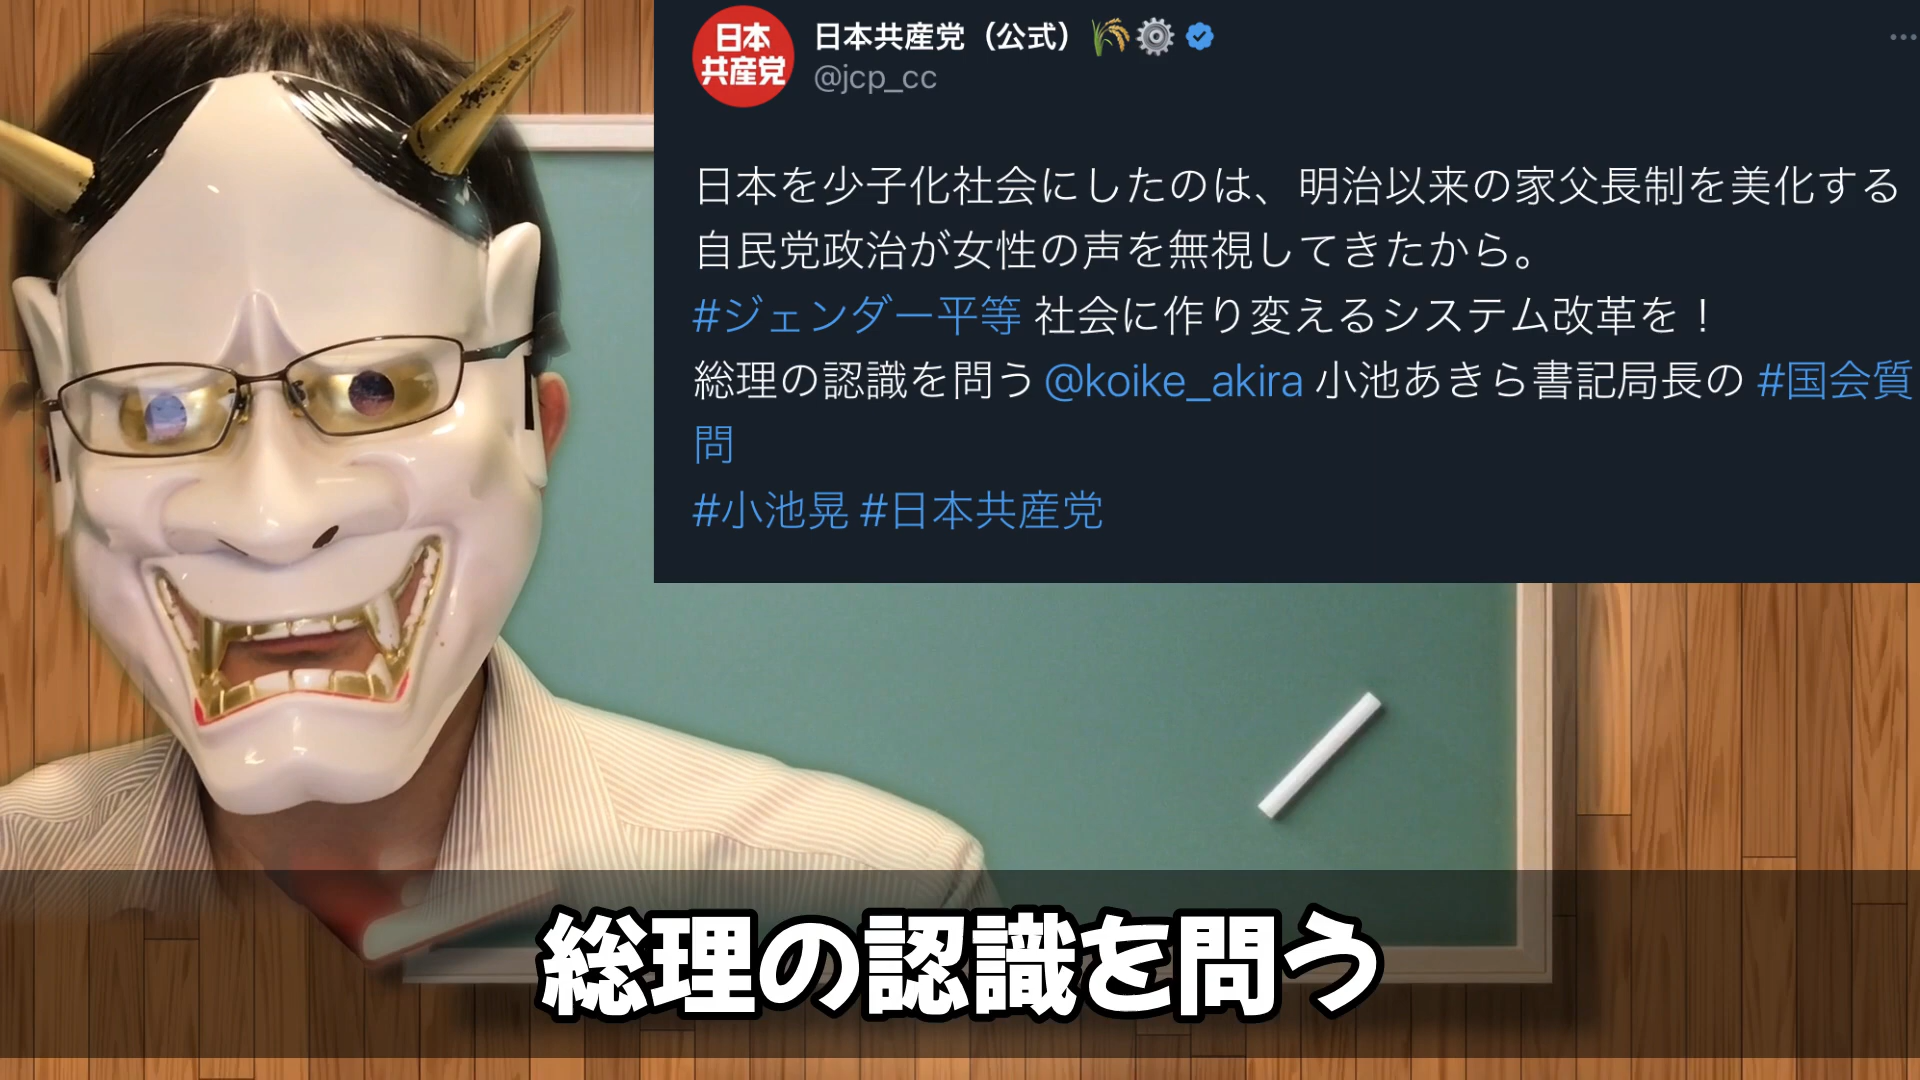 日本
共産党
日本共産党（公式）🌾⚙️
@jcp_cc
日本を少子化社会にしたのは、明治以来の家父長制を美化する
自民党政治が女性の声を無視してきたから。
#ジェンダー平等 社会に作り変えるシステム改革を！
総理の認識を問う @koike_akira 小池あきら書記局長の #国会質
問
#小池晃 #日本共産党
総理の認識を問う